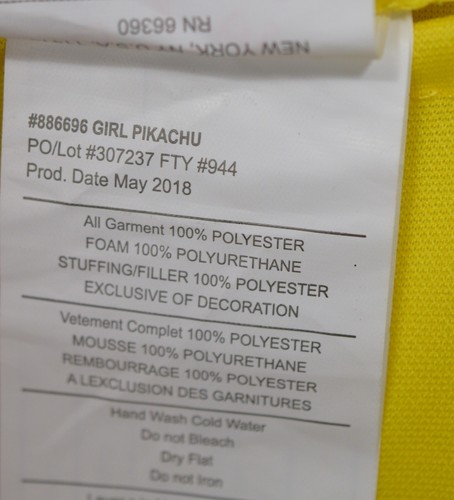 RN 66360
NEW YORK, NY
#886696 GIRL PIKACHU
PO/Lot #307237 FTY #944
Prod. Date May 2018
All Garment 100% POLYESTER
FOAM 100% POLYURETHANE
STUFFING/FILLER 100% POLYESTER
EXCLUSIVE OF DECORATION
Vetement Complet 100% POLYESTER
MOUSSE 100% POLYURETHANE
REMBOURRAGE 100% POLYESTER
A LEXCLUSION DES GARNITURES
Hand Wash Cold Water
Do not Bleach
Dry Flat
Do not Iron